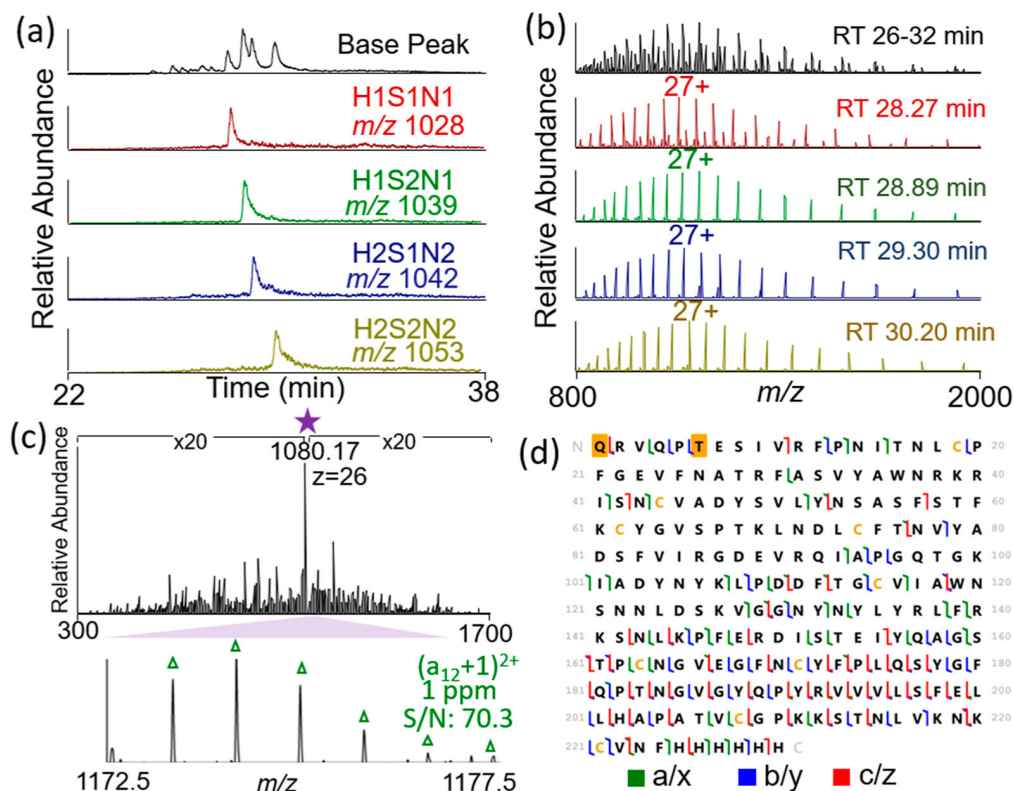 (a)
Relative Abundance
Base Peak
H1S1N1
m/z 1028
H1S2N1
m/z 1039
H2S1N2
m/z 1042
H2S2N2
m/z 1053
22
Time (min)
38
(b)
Relative Abundance
RT 26-32 min
27+
RT 28.27 min
27+
RT 28.89 min
27+
RT 29.30 min
27+
RT 30.20 min
800
m/z
2000
(c)
Relative Abundance
x20
x20
1080.17
z=26
300
1700
(a12+1)2+
1 ppm
S/N: 70.3
1172.5
m/z
1177.5
(d)
N Q R V Q P T E S I V R F P N I T N L C P 20
21 F G E V F N A T R F A S V Y A W N R K R 40
41 I S N C V A D Y S V L Y N S A S F S T F 60
61 K C Y G V S P T K L N D L C F T N V Y A 80
81 D S F V I R G D E V R Q I A P G Q T G K 100
101 I A D Y N Y K L P D D F T G C V I A W N 120
121 S N N L D S K V G G N Y N Y L Y R L F R 140
141 K S N L K P F E R D I S T E I Y Q A G S 160
161 T P C N G V E G F N C Y F P L Q S Y G F 180
181 Q P T N G V G Y Q P Y R V V V L S F E L 200
201 L H A P A T V C G P K K S T N L V K N K 220
221 C V N F H H H H H H C
a/x
b/y
c/z